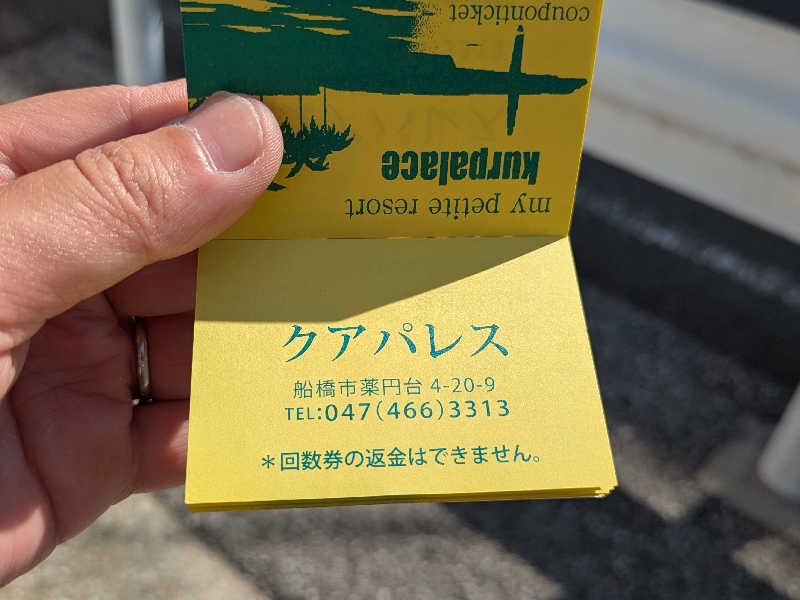 couponticket
kurpalace
my petite resort
クアパレス
船橋市薬円台 4-20-9
TEL:047(466)3313
＊回数券の返金はできません。